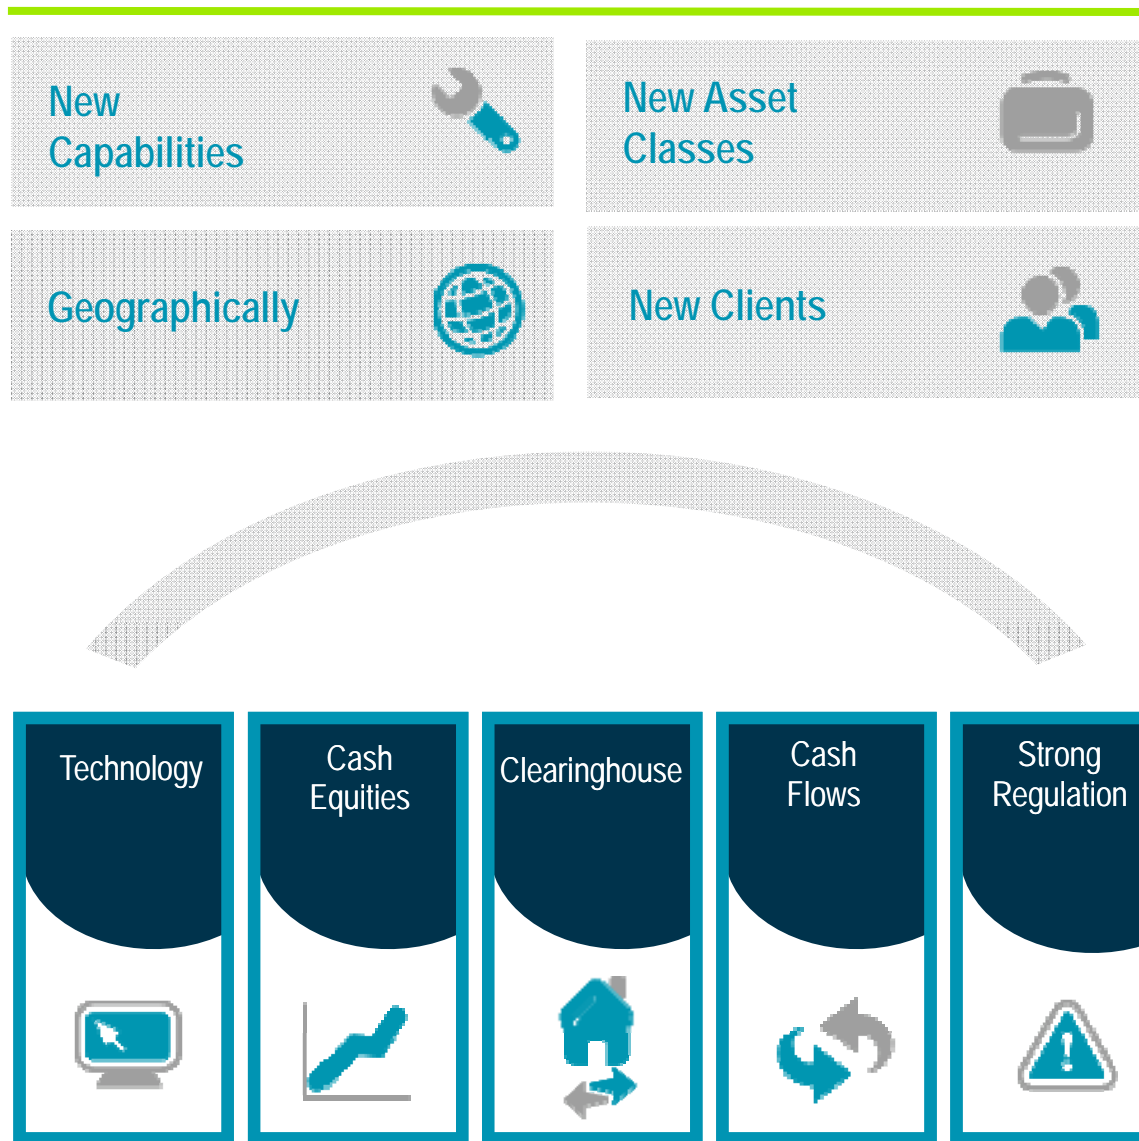 New
Capabilities
New Asset
Classes
Geographically
New Clients
Technology
Cash
Equities
Clearinghouse
Cash
Flows
Strong
Regulation